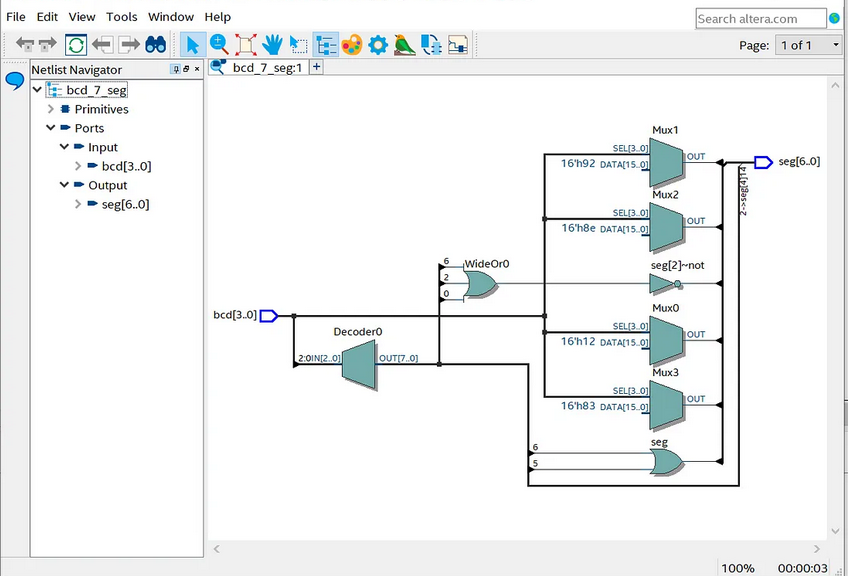 File Edit View Tools Window Help
Search altera.com
Page: 1 of 1
Netlist Navigator
bcd_7_seg:1
bcd_7_seg
Primitives
Ports
Input
bcd[3..0]
Output
seg[6..0]
Mux1
SEL[3..0]
16'h92 DATA[15..0]
OUT
seg[6..0]
2->seg[4]14
Mux2
SEL[3..0]
16'h8e DATA[15..0]
OUT
WideOr0
6
2
0
seg[2]~not
bcd[3..0]
Mux0
SEL[3..0]
16'h12 DATA[15..0]
OUT
Decoder0
2:0 IN[2..0]
OUT[7..0]
Mux3
SEL[3..0]
16'h83 DATA[15..0]
OUT
seg
6
5
100% 00:00:03